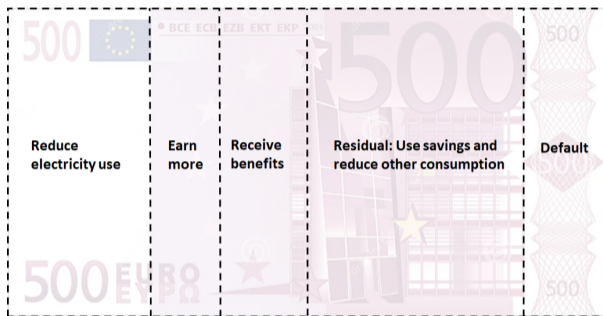 500
BCE ECB EZB EKT EKP
500
500
Reduce
electricity use
Earn
more
Receive
benefits
Residual: Use savings and
reduce other consumption
Default
500
500 EURO
ΕΥΡΩ
500